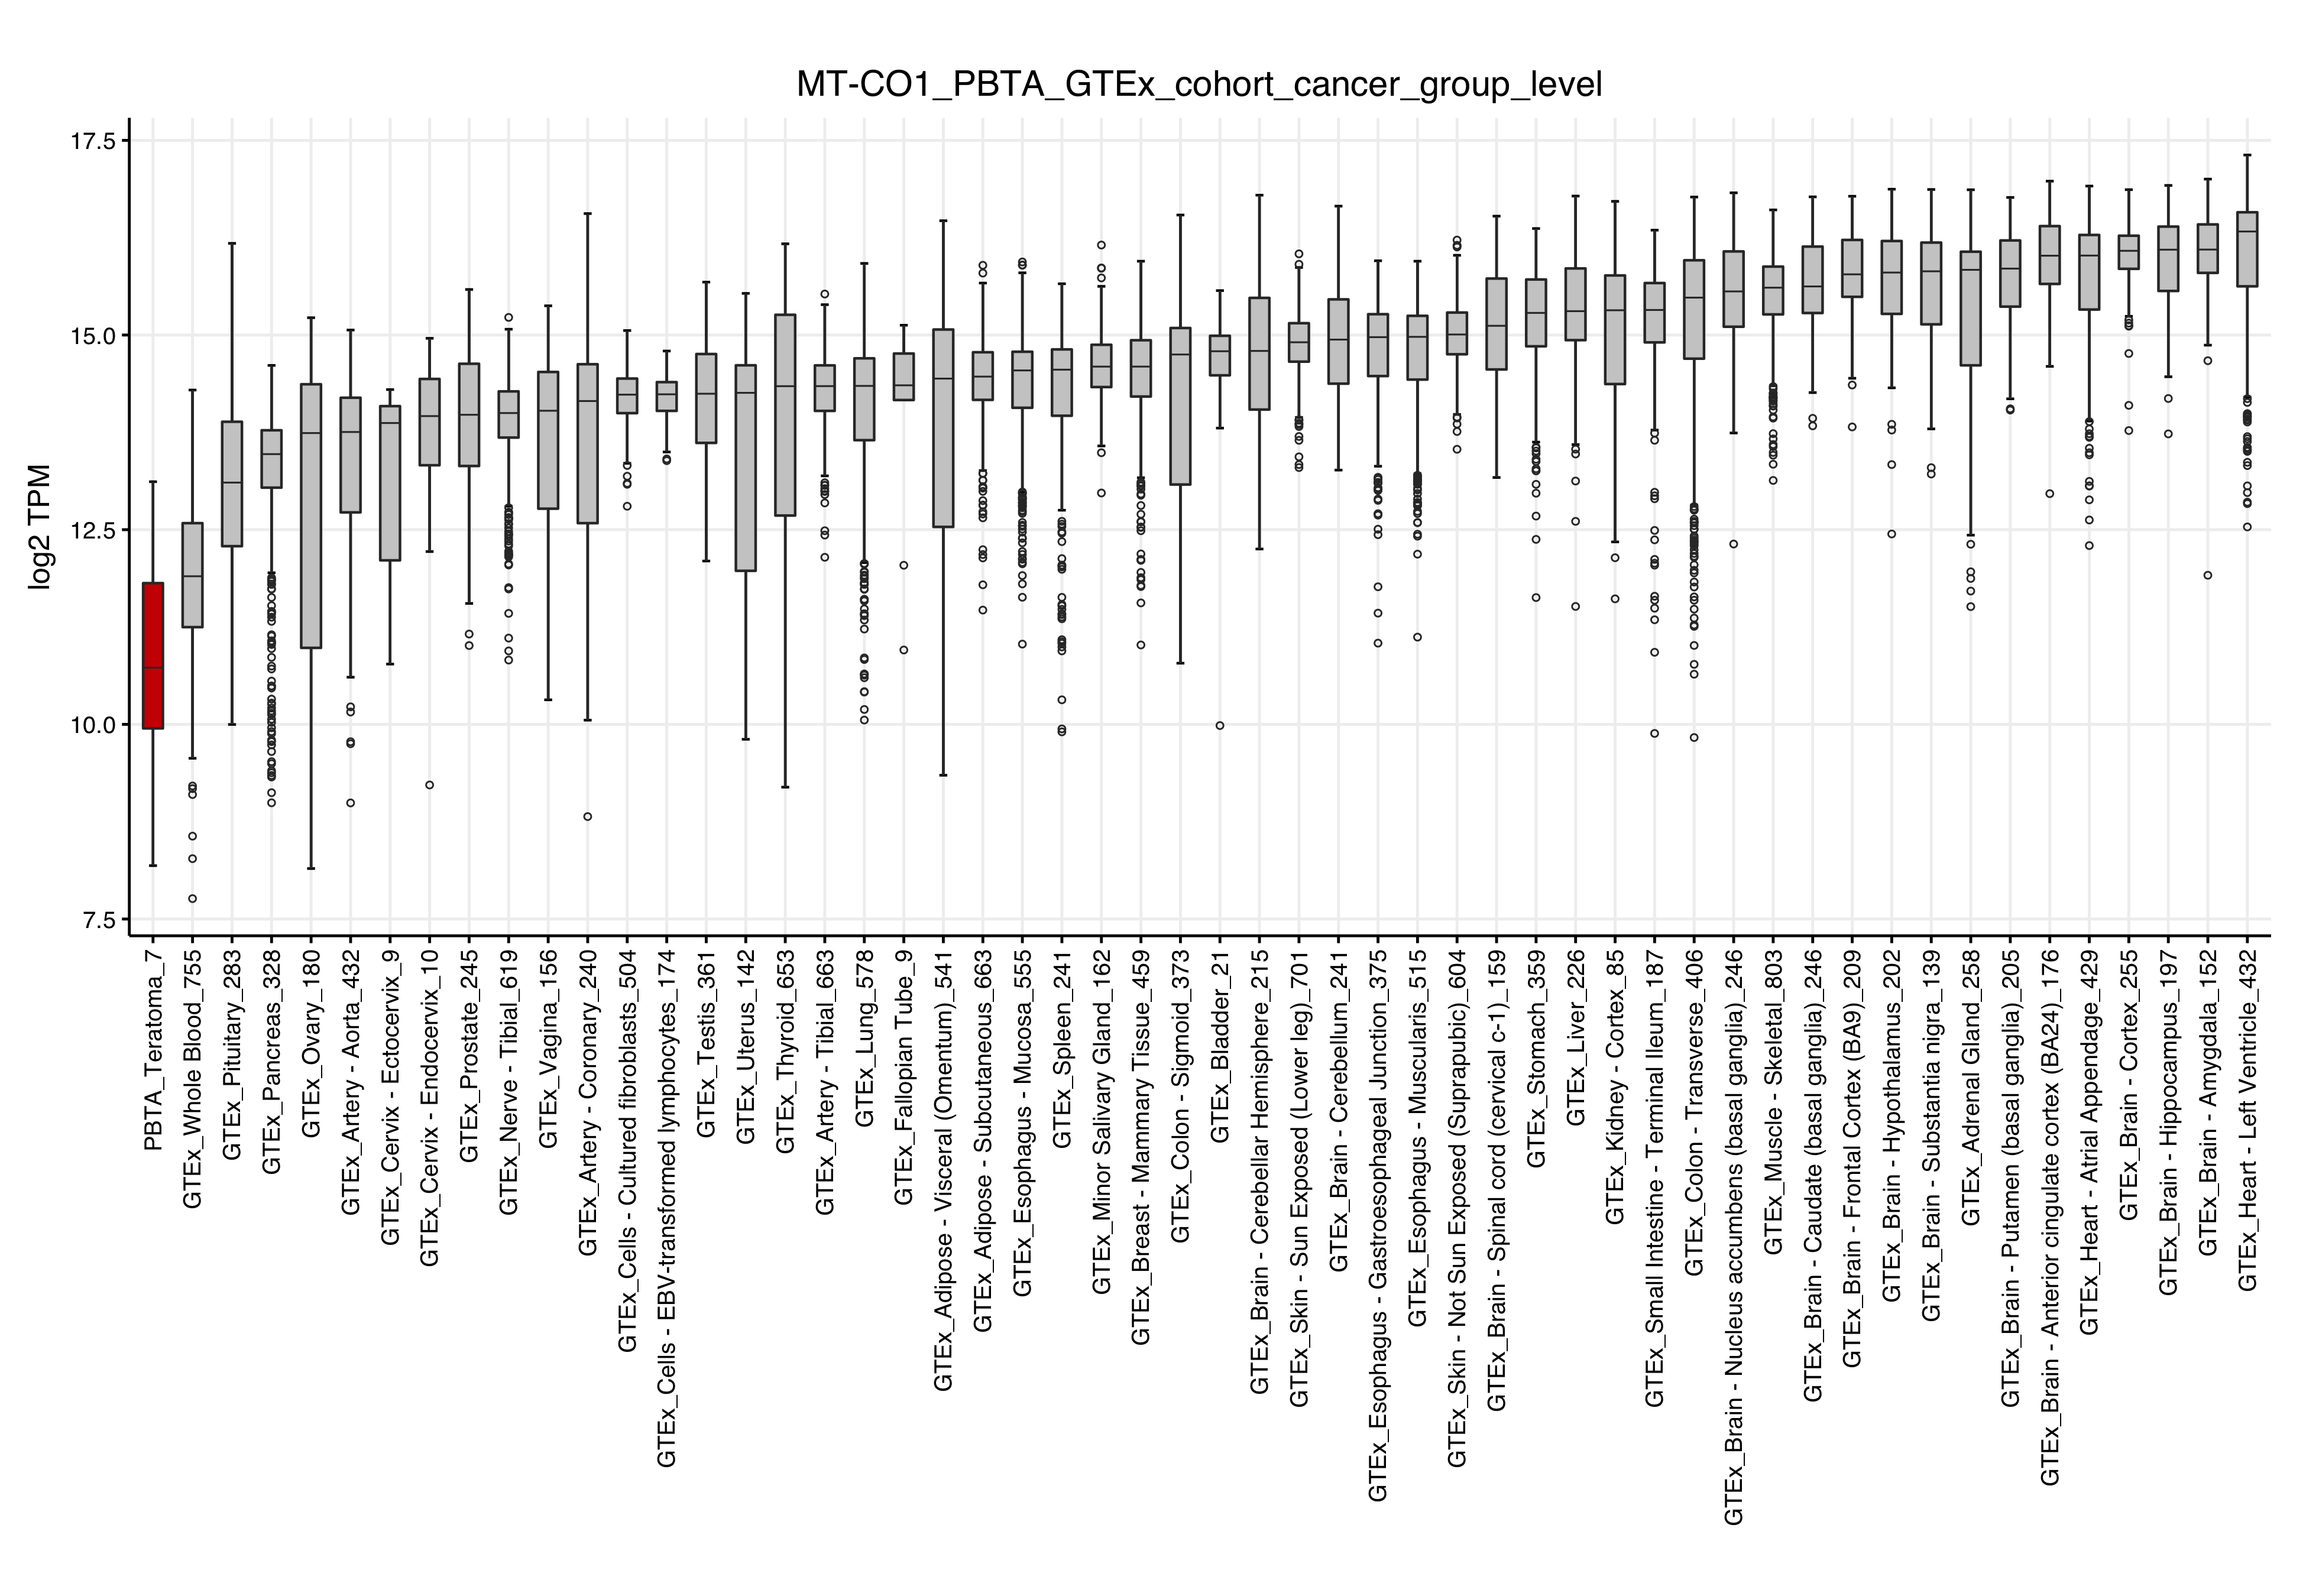 MT-CO1_PBTA_GTEx_cohort_cancer_group_level
log2 TPM
17.5
15.0
12.5
10.0
7.5
PBTA_Teratoma_7
GTEx_Whole Blood_755
GTEx_Pituitary_283
GTEx_Pancreas_328
GTEx_Ovary_180
GTEx_Artery - Aorta_432
GTEx_Cervix - Ectocervix_9
GTEx_Cervix - Endocervix_10
GTEx_Prostate_245
GTEx_Nerve - Tibial_619
GTEx_Vagina_156
GTEx_Artery - Coronary_240
GTEx_Cells - Cultured fibroblasts_504
GTEx_Cells - EBV-transformed lymphocytes_174
GTEx_Testis_361
GTEx_Uterus_142
GTEx_Thyroid_653
GTEx_Artery - Tibial_663
GTEx_Lung_578
GTEx_Fallopian Tube_9
GTEx_Adipose - Visceral (Omentum)_541
GTEx_Adipose - Subcutaneous_663
GTEx_Esophagus - Mucosa_555
GTEx_Spleen_241
GTEx_Minor Salivary Gland_162
GTEx_Breast - Mammary Tissue_459
GTEx_Colon - Sigmoid_373
GTEx_Bladder_21
GTEx_Brain - Cerebellar Hemisphere_215
GTEx_Skin - Sun Exposed (Lower leg)_701
GTEx_Brain - Cerebellum_241
GTEx_Esophagus - Gastroesophageal Junction_375
GTEx_Esophagus - Muscularis_515
GTEx_Skin - Not Sun Exposed (Suprapubic)_604
GTEx_Brain - Spinal cord (cervical c-1)_159
GTEx_Stomach_359
GTEx_Liver_226
GTEx_Kidney - Cortex_85
GTEx_Small Intestine - Terminal Ileum_187
GTEx_Colon - Transverse_406
GTEx_Brain - Nucleus accumbens (basal ganglia)_246
GTEx_Muscle - Skeletal_803
GTEx_Brain - Caudate (basal ganglia)_246
GTEx_Brain - Frontal Cortex (BA9)_209
GTEx_Brain - Hypothalamus_202
GTEx_Brain - Substantia nigra_139
GTEx_Adrenal Gland_258
GTEx_Brain - Putamen (basal ganglia)_205
GTEx_Brain - Anterior cingulate cortex (BA24)_176
GTEx_Heart - Atrial Appendage_429
GTEx_Brain - Cortex_255
GTEx_Brain - Hippocampus_197
GTEx_Brain - Amygdala_152
GTEx_Heart - Left Ventricle_432